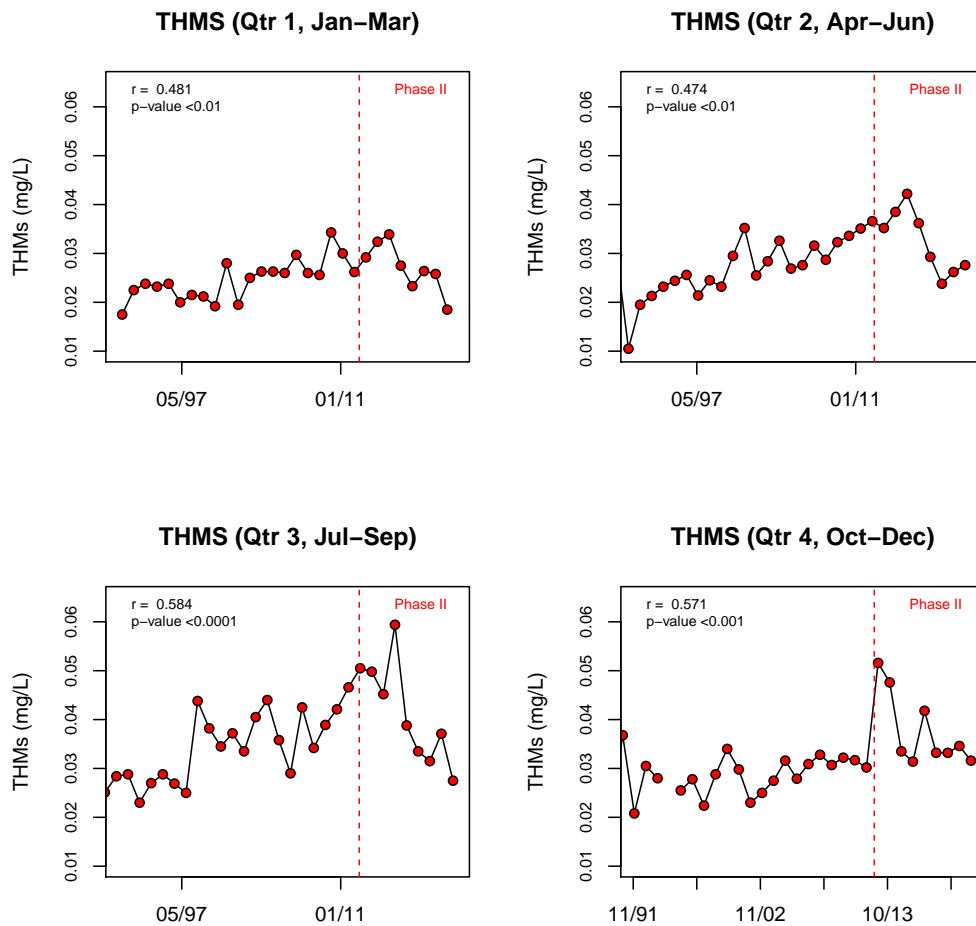 THMS (Qtr 1, Jan−Mar)
r = 0.481
p−value <0.01
Phase II
THMs (mg/L)
0.06
0.05
0.04
0.03
0.02
0.01
05/97
01/11
THMS (Qtr 2, Apr−Jun)
r = 0.474
p−value <0.01
Phase II
THMs (mg/L)
0.06
0.05
0.04
0.03
0.02
0.01
05/97
01/11
THMS (Qtr 3, Jul−Sep)
r = 0.584
p−value <0.0001
Phase II
THMs (mg/L)
0.06
0.05
0.04
0.03
0.02
0.01
05/97
01/11
THMS (Qtr 4, Oct−Dec)
r = 0.571
p−value <0.001
Phase II
THMs (mg/L)
0.06
0.05
0.04
0.03
0.02
0.01
11/91
11/02
10/13